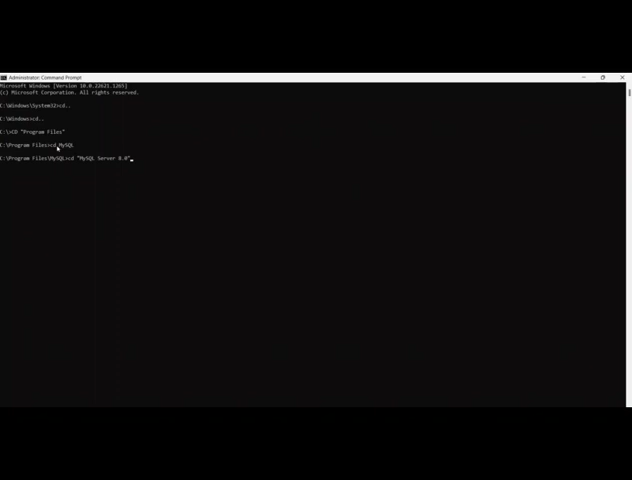 Administrator: Command Prompt
Microsoft Windows [Version 10.0.22621.1265]
(c) Microsoft Corporation. All rights reserved.
C:\Windows\System32>cd..
C:\Windows>cd..
C:\>CD "Program Files"
C:\Program Files>cd MySQL
C:\Program Files\MySQL>cd "MySQL Server 8.0"